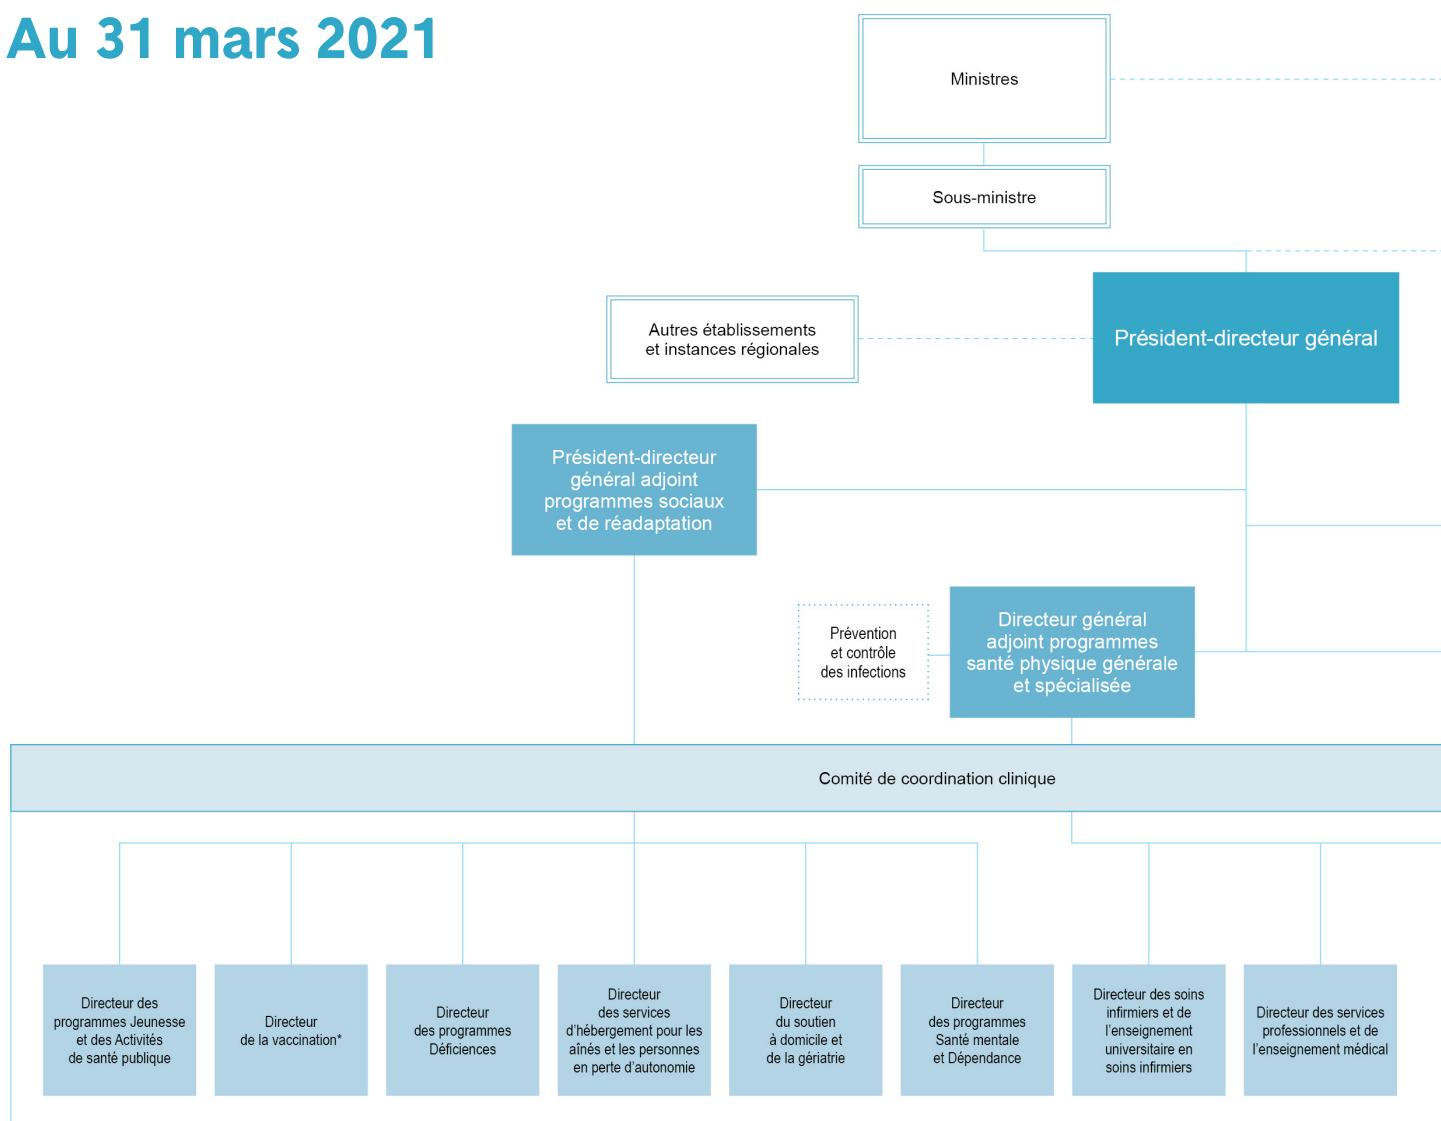 Au 31 mars 2021
Ministres
Sous-ministre
Autres établissements
et instances régionales
Président-directeur général
Président-directeur
général adjoint
programmes sociaux
et de réadaptation
Prévention
et contrôle
des infections
Directeur général
adjoint programmes
santé physique générale
et spécialisée
Comité de coordination clinique
Directeur des
programmes Jeunesse
et des Activités
de santé publique
Directeur
de la vaccination*
Directeur
des programmes
Déficiences
Directeur
des services
d'hébergement pour les
aînés et les personnes
en perte d'autonomie
Directeur
du soutien
à domicile et
de la gériatrie
Directeur
des programmes
Santé mentale
et Dépendance
Directeur des soins
infirmiers et de
l'enseignement
universitaire en
soins infirmiers
Directeur des services
professionnels et de
l'enseignement médical